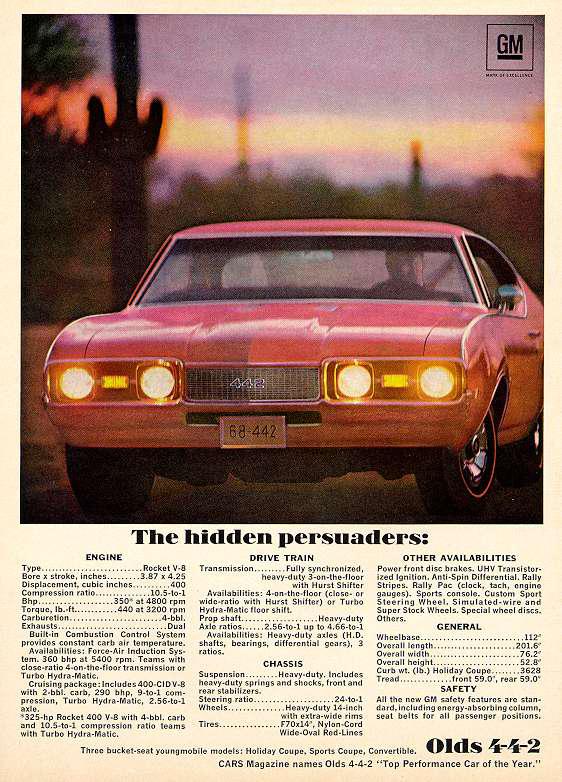 GM
MARK OF EXCELLENCE
442
68-442
The hidden persuaders:
ENGINE
Type.......................Rocket V-8
Bore x stroke, inches........3.87 x 4.25
Displacement, cubic inches........400
Compression ratio.............10.5-to-1
Bhp....................350* at 4800 rpm
Torque, lb.-ft...........440 at 3200 rpm
Carburetion.....................4-bbl.
Exhausts.........................Dual
Built-in Combustion Control System
provides constant carb air temperature.
Availabilities: Force-Air Induction Sys-
tem. 360 bhp at 5400 rpm. Teams with
close-ratio 4-on-the-floor transmission or
Turbo Hydra-Matic.
Cruising package: Includes 400-CID V-8
with 2-bbl. carb, 290 bhp, 9-to-1 com-
pression, Turbo Hydra-Matic, 2.56-to-1
axle.
*325-hp Rocket 400 V-8 with 4-bbl. carb
and 10.5-to-1 compression ratio teams
with Turbo Hydra-Matic.
DRIVE TRAIN
Transmission.......Fully synchronized,
heavy-duty 3-on-the-floor
with Hurst Shifter
Availabilities: 4-on-the-floor (close- or
wide-ratio with Hurst Shifter) or Turbo
Hydra-Matic floor shift.
Prop shaft.................Heavy-duty
Axle ratios.....2.56-to-1 up to 4.66-to-1
Availabilities: Heavy-duty axles (H.D.
shafts, bearings, differential gears), 3
ratios.
CHASSIS
Suspension........Heavy-duty. Includes
heavy-duty springs and shocks, front and
rear stabilizers.
Steering ratio...................24-to-1
Wheels.............Heavy-duty 14-inch
with extra-wide rims
Tires..............F70x14", Nylon-Cord
Wide-Oval Red-Lines
OTHER AVAILABILITIES
Power front disc brakes. UHV Transistor-
ized Ignition. Anti-Spin Differential. Rally
Stripes. Rally Pac (clock, tach, engine
gauges). Sports console. Custom Sport
Steering Wheel. Simulated-wire and
Super Stock Wheels. Special wheel discs.
Others.
GENERAL
Wheelbase.......................112"
Overall length..................201.6"
Overall width....................76.2"
Overall height...................52.8"
Curb wt. (lb.) Holiday Coupe.......3628
Tread..............front 59.0", rear 59.0"
SAFETY
All the new GM safety features are stan-
dard, including energy-absorbing column,
seat belts for all passenger positions.
Three bucket-seat youngmobile models: Holiday Coupe, Sports Coupe, Convertible. Olds 4-4-2
CARS Magazine names Olds 4-4-2 "Top Performance Car of the Year."